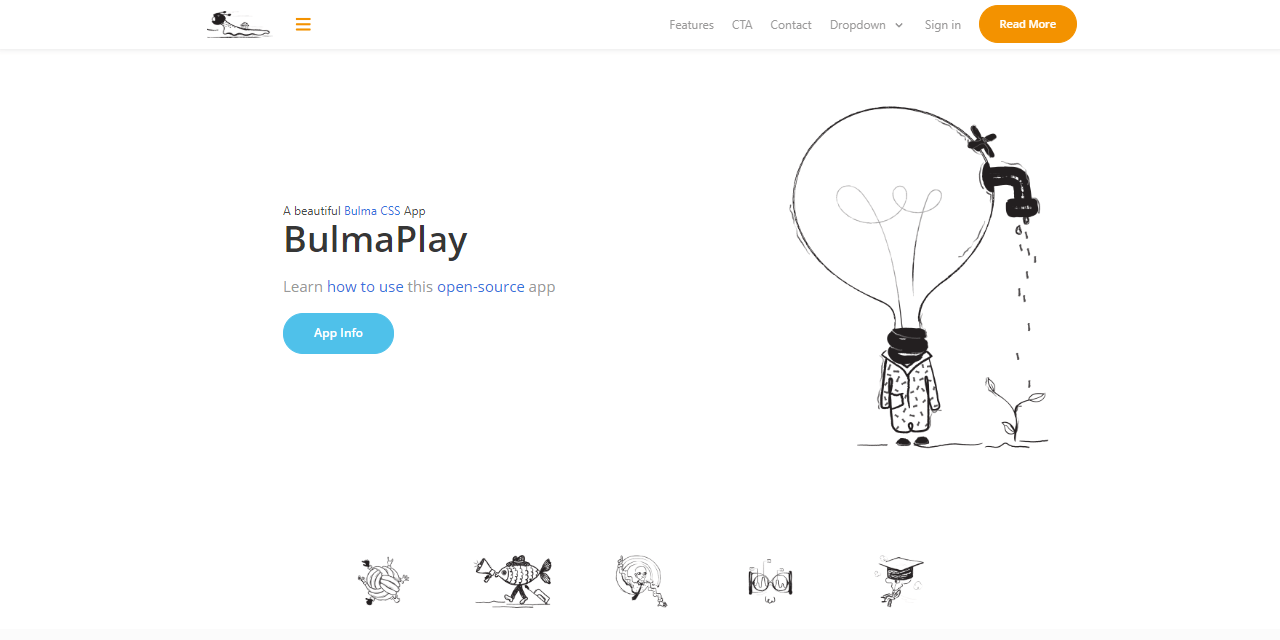 Features CTA Contact Dropdown Sign in Read More
A beautiful Bulma CSS App
BulmaPlay
Learn how to use this open-source app
App Info